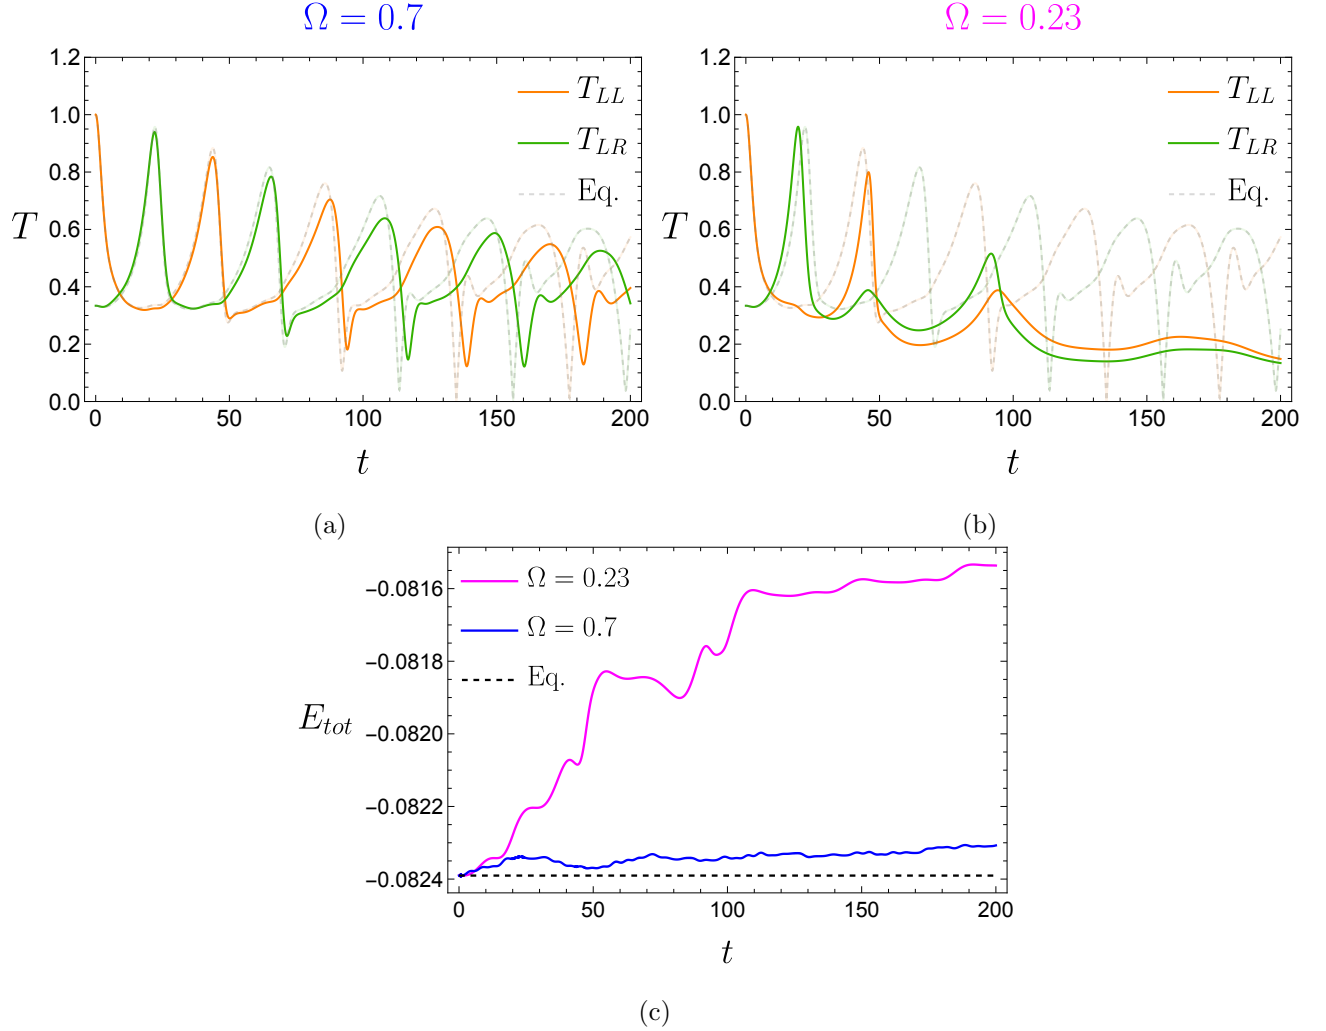 Ω = 0.7
Ω = 0.23
1.2
1.0
0.8
0.6
0.4
0.2
0.0
T
T_LL
T_LR
Eq.
0 50 100 150 200
t
(a)
1.2
1.0
0.8
0.6
0.4
0.2
0.0
T
T_LL
T_LR
Eq.
0 50 100 150 200
t
(b)
Ω = 0.23
Ω = 0.7
Eq.
−0.0816
−0.0818
−0.0820
−0.0822
−0.0824
E_tot
0 50 100 150 200
t
(c)